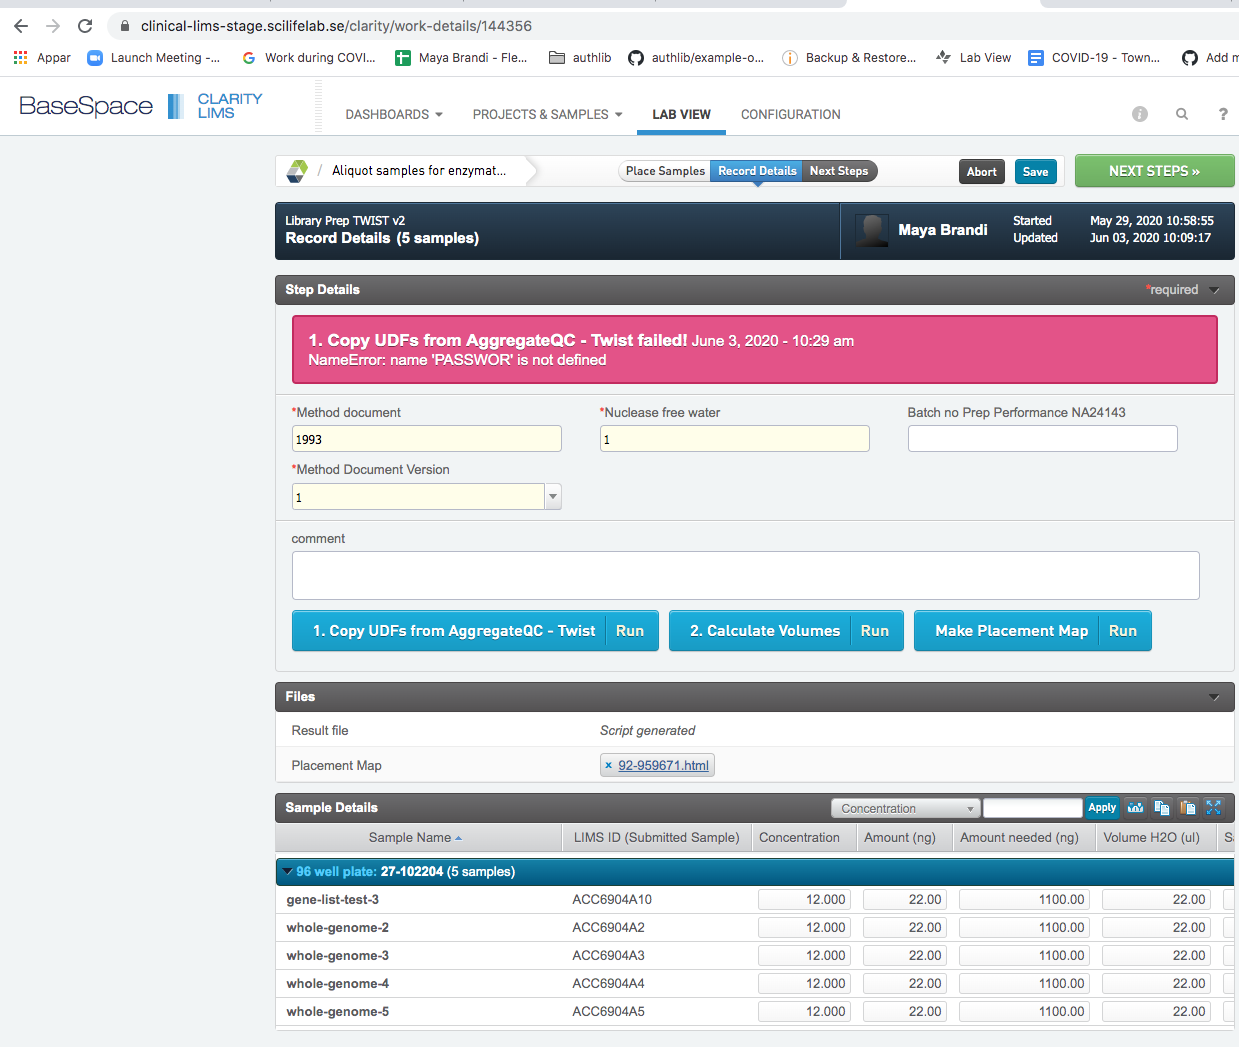 clinical-lims-stage.scilifelab.se/clarity/work-details/144356
Appar
Launch Meeting -...
Work during COVI...
Maya Brandi - Fle...
authlib
authlib/example-o...
Backup & Restore...
Lab View
COVID-19 - Town...
Add m
BaseSpace
CLARITY
LIMS
DASHBOARDS
PROJECTS & SAMPLES
LAB VIEW
CONFIGURATION
i
?
/ Aliquot samples for enzymat...
Place Samples
Record Details
Next Steps
Abort
Save
NEXT STEPS »
Library Prep TWIST v2
Record Details (5 samples)
Maya Brandi
Started May 29, 2020 10:58:55
Updated Jun 03, 2020 10:09:17
Step Details
*required
1. Copy UDFs from AggregateQC - Twist failed! June 3, 2020 - 10:29 am
NameError: name 'PASSWOR' is not defined
*Method document
*Nuclease free water
Batch no Prep Performance NA24143
1993
1
*Method Document Version
1
comment
1. Copy UDFs from AggregateQC - Twist Run
2. Calculate Volumes Run
Make Placement Map Run
Files
Result file Script generated
Placement Map × 92-959671.html
Sample Details
Concentration
Apply
Sample Name LIMS ID (Submitted Sample) Concentration Amount (ng) Amount needed (ng) Volume H2O (ul) S
96 well plate: 27-102204 (5 samples)
gene-list-test-3 ACC6904A10 12.000 22.00 1100.00 22.00
whole-genome-2 ACC6904A2 12.000 22.00 1100.00 22.00
whole-genome-3 ACC6904A3 12.000 22.00 1100.00 22.00
whole-genome-4 ACC6904A4 12.000 22.00 1100.00 22.00
whole-genome-5 ACC6904A5 12.000 22.00 1100.00 22.00